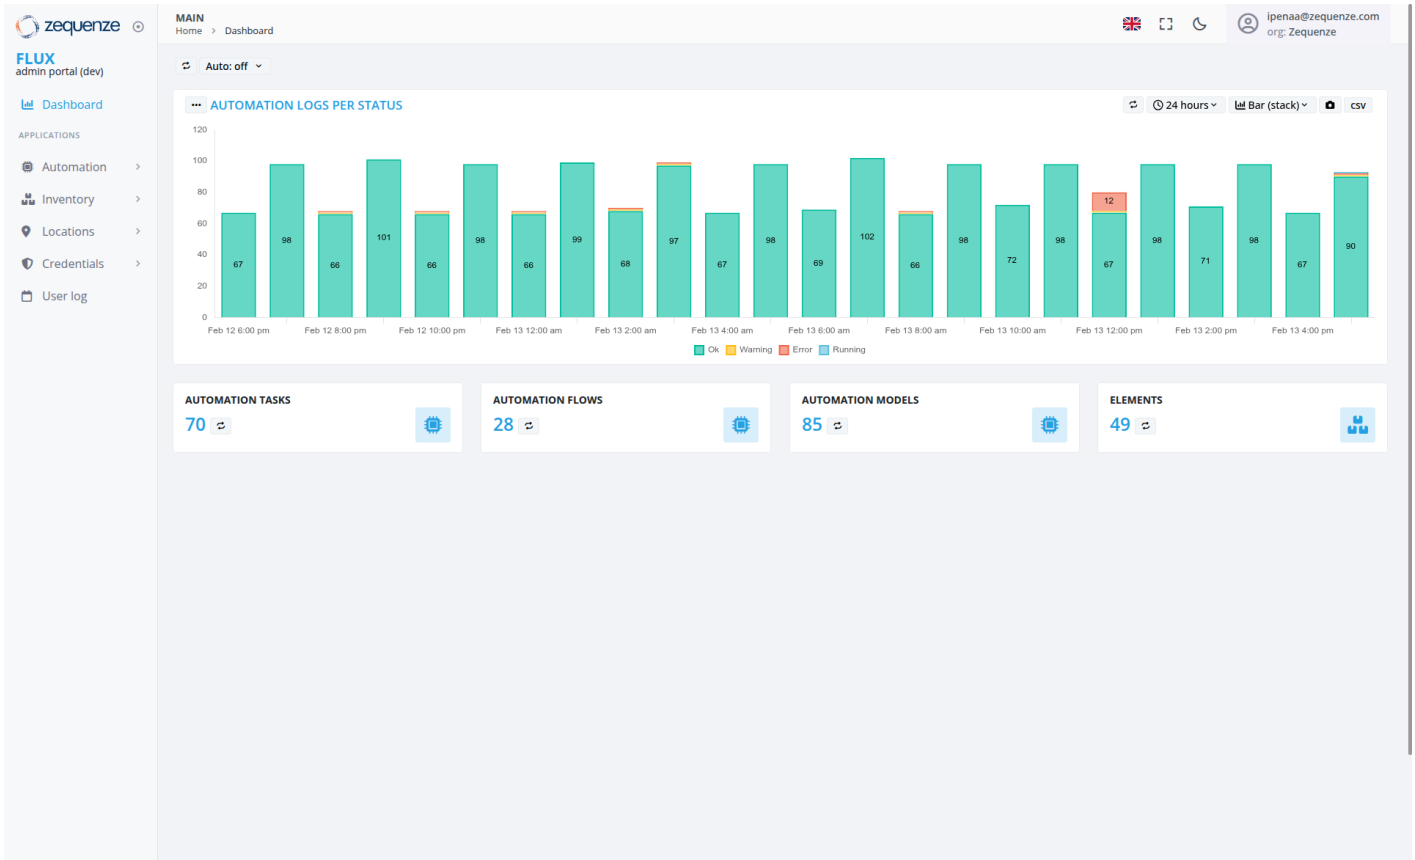 zequenze
FLUX
admin portal (dev)
Dashboard
APPLICATIONS
Automation
Inventory
Locations
Credentials
User log
MAIN
Home > Dashboard
ipenaa@zequenze.com
org: Zequenze
Auto: off
AUTOMATION LOGS PER STATUS
24 hours
Bar (stack)
csv
120
100
80
60
40
20
0
67 98 66 101 66 98 66 99 68 97 67 98 69 102 66 98 72 98 67 12 98 71 98 67 90
Feb 12 6:00 pm Feb 12 8:00 pm Feb 12 10:00 pm Feb 13 12:00 am Feb 13 2:00 am Feb 13 4:00 am Feb 13 6:00 am Feb 13 8:00 am Feb 13 10:00 am Feb 13 12:00 pm Feb 13 2:00 pm Feb 13 4:00 pm
Ok Warning Error Running
AUTOMATION TASKS
70
AUTOMATION FLOWS
28
AUTOMATION MODELS
85
ELEMENTS
49